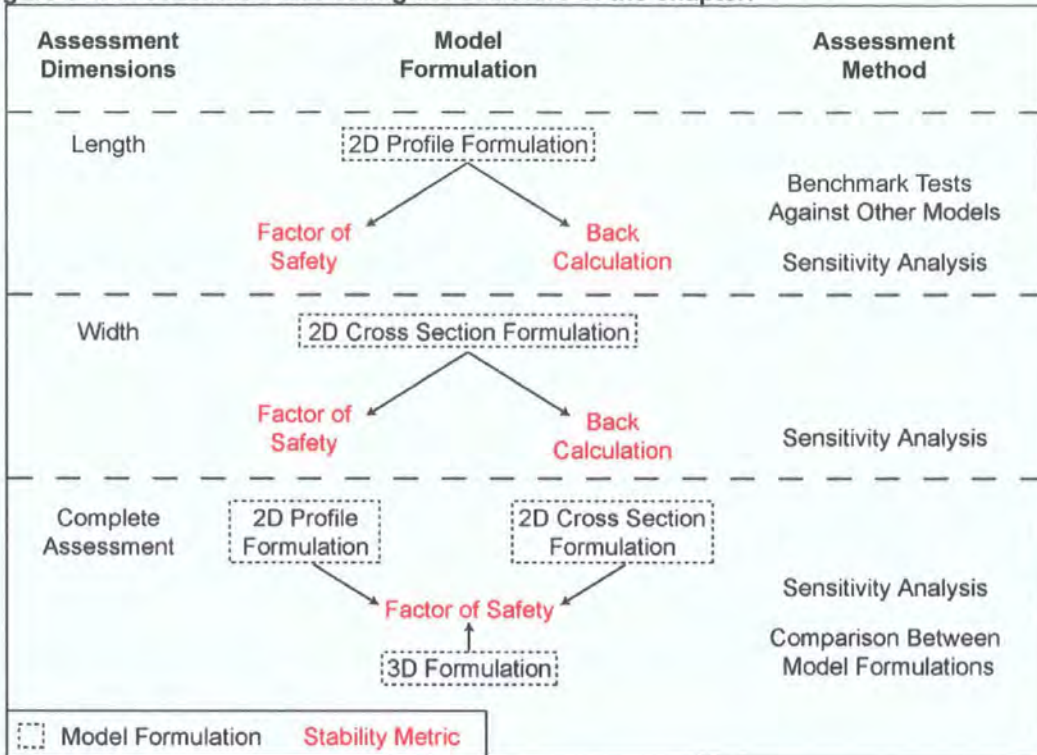 Assessment Dimensions
Model Formulation
Assessment Method
Length
2D Profile Formulation
Factor of Safety
Back Calculation
Benchmark Tests Against Other Models
Sensitivity Analysis
Width
2D Cross Section Formulation
Factor of Safety
Back Calculation
Sensitivity Analysis
Complete Assessment
2D Profile Formulation
2D Cross Section Formulation
Factor of Safety
3D Formulation
Sensitivity Analysis
Comparison Between Model Formulations
Model Formulation
Stability Metric